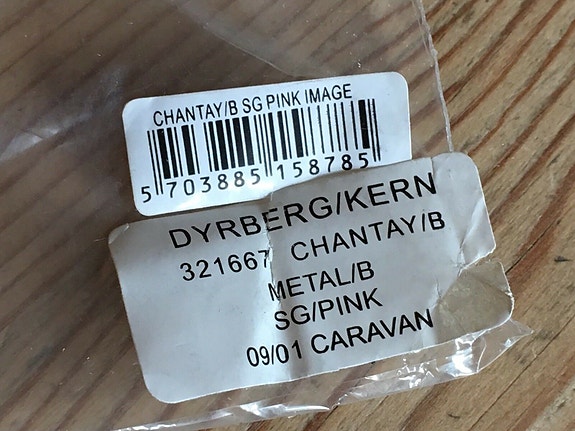 CHANTAY/B SG PINK IMAGE
5 703885 158785
DYRBERG/KERN
321667 CHANTAY/B
METAL/B
SG/PINK
09/01 CARAVAN